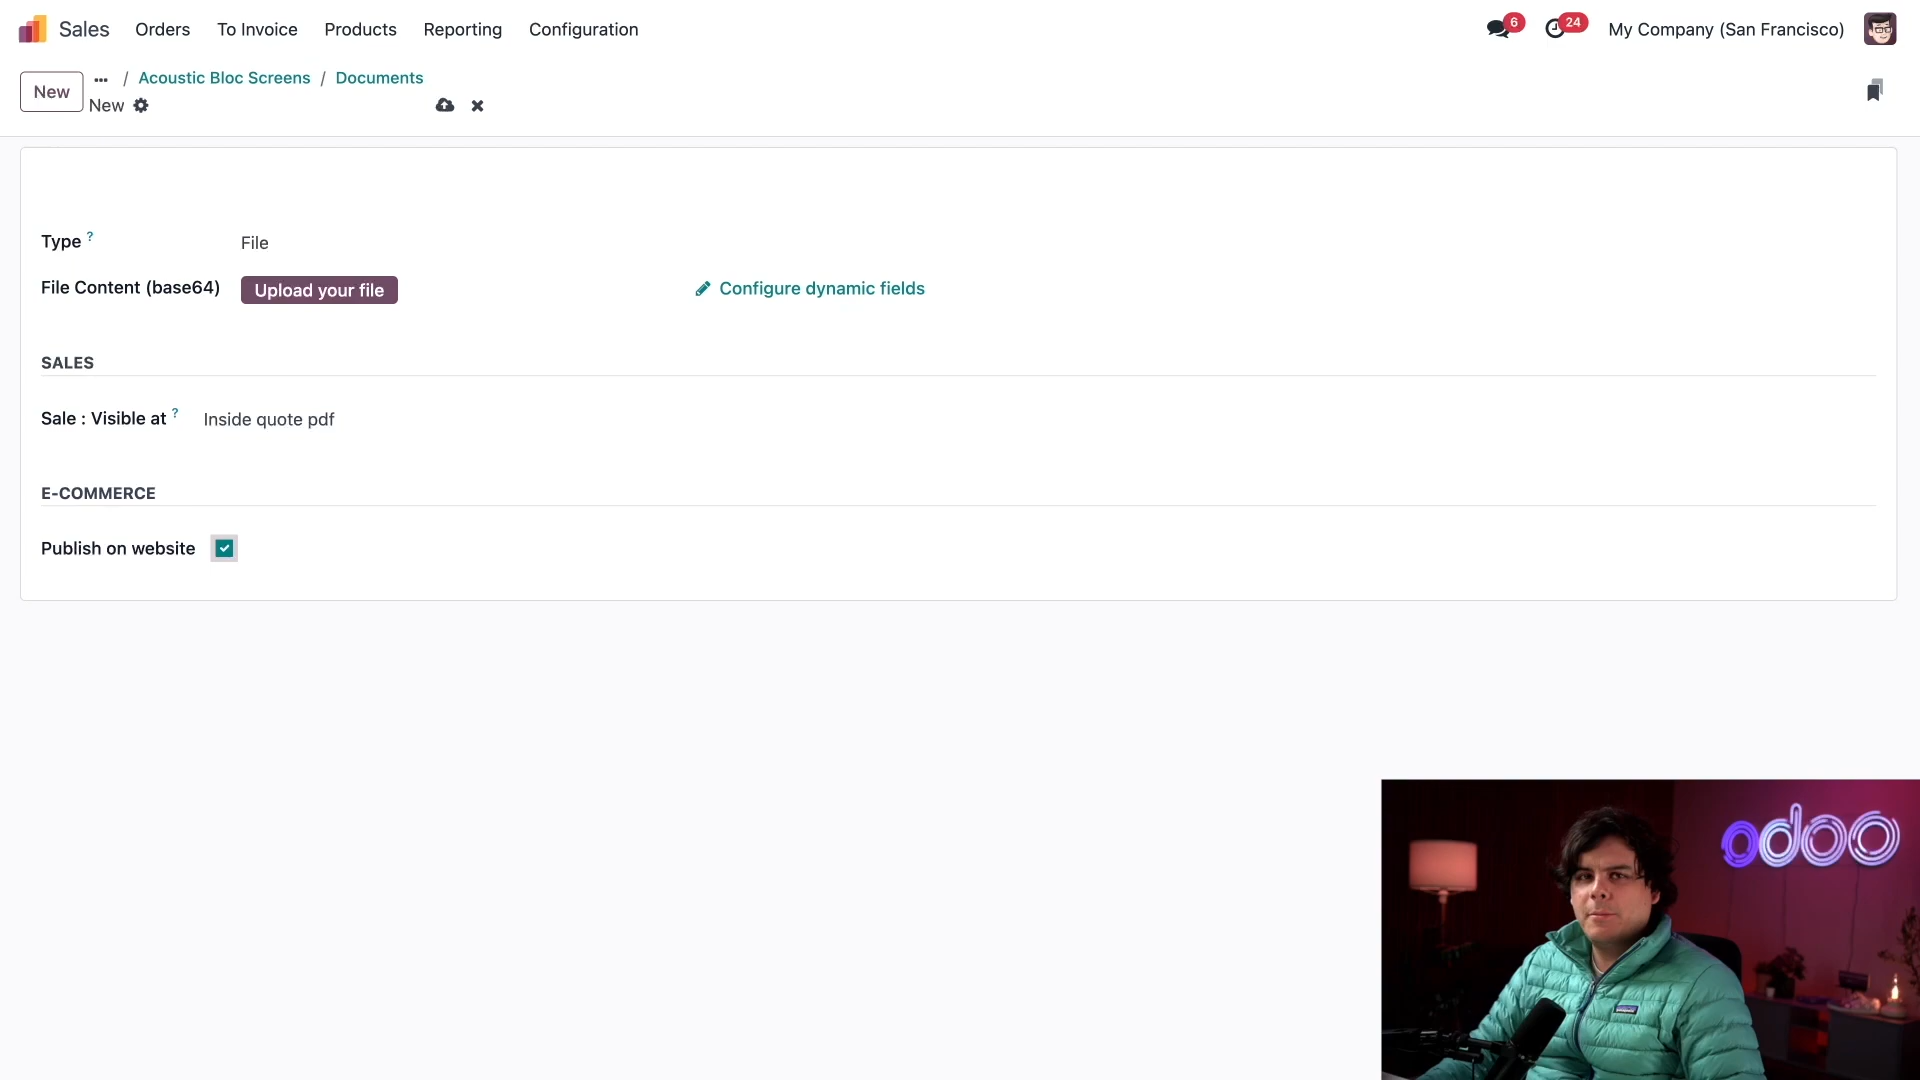 Sales Orders To Invoice Products Reporting Configuration 6 24 My Company (San Francisco)
New ... / Acoustic Bloc Screens / Documents
New
Type ? File
File Content (base64) Upload your file Configure dynamic fields
SALES
Sale : Visible at ? Inside quote pdf
E-COMMERCE
Publish on website
odoo